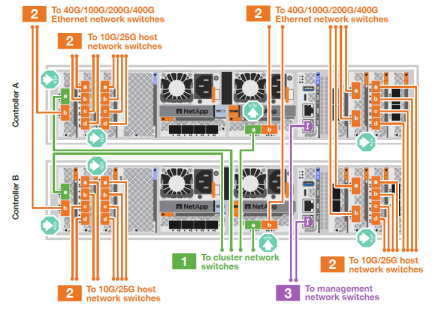 2 To 40G/100G/200G/400G
Ethernet network switches
2 To 40G/100G/200G/400G
Ethernet network switches
2 To 10G/25G host
network switches
2 To 10G/25G host
network switches
Controller A
a
b
a
b
c
d
a
b
c
d
NetApp
NetApp
a
b
a
b
a
b
c
d
a
b
c
d
Controller B
a
b
a
b
c
d
a
b
c
d
NetApp
NetApp
a
b
a
b
a
b
c
d
a
b
c
d
1 To cluster network
switches
2 To 10G/25G host
network switches
2 To 10G/25G host
network switches
3 To management
network switches